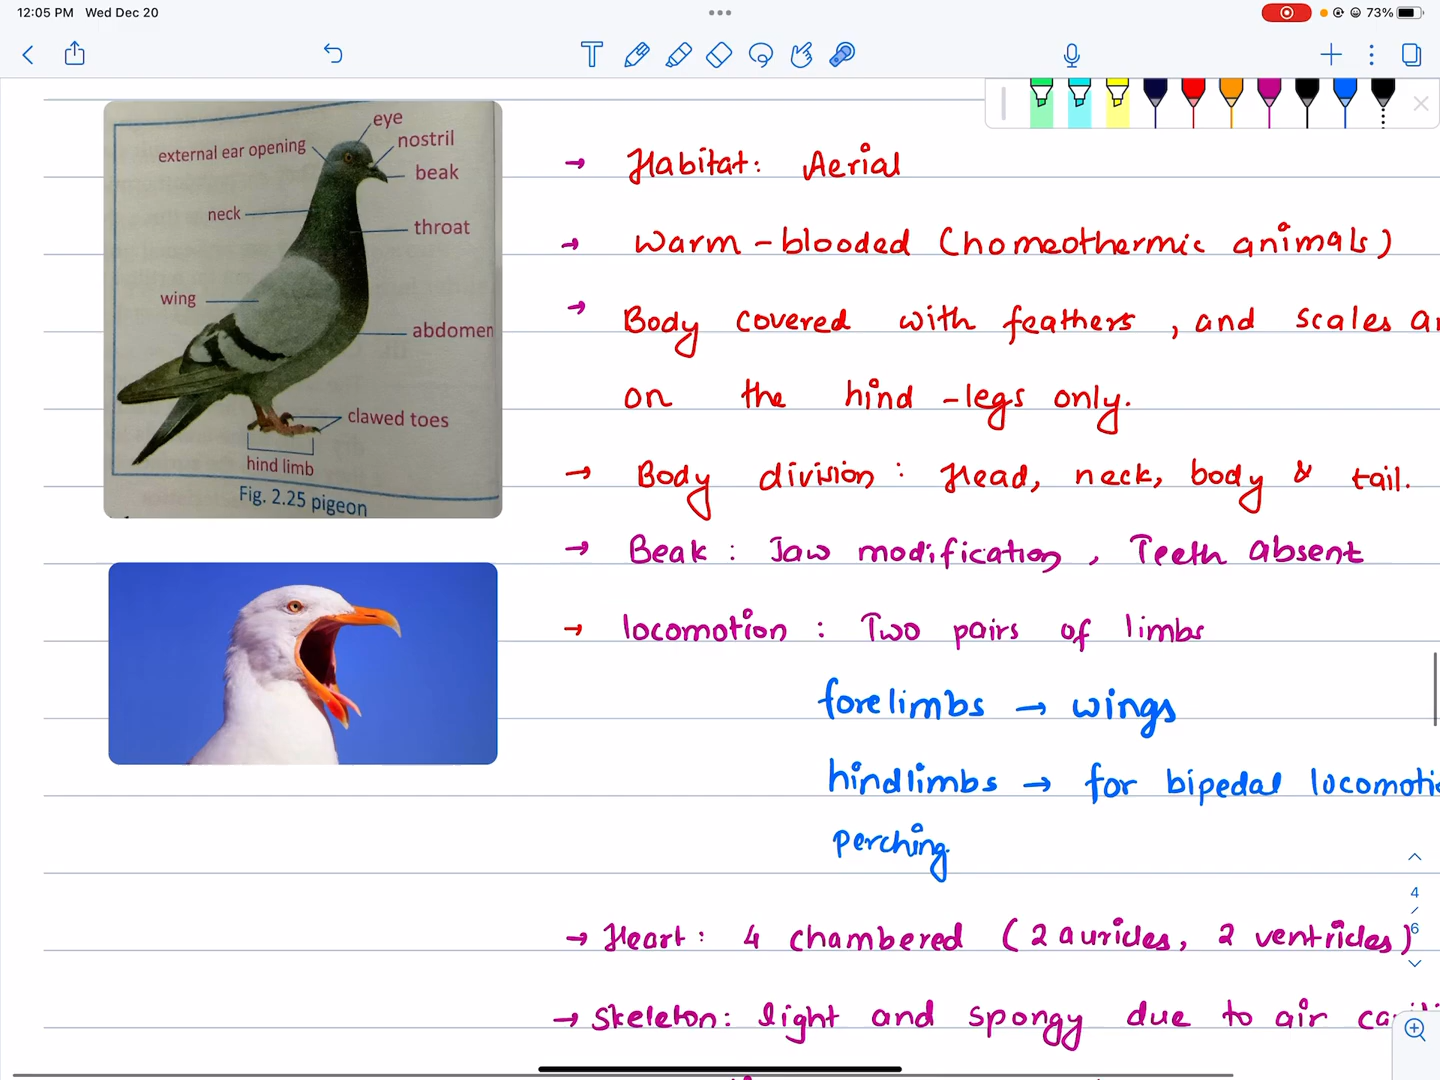 12:05 PM Wed Dec 20
73%
eye
external ear opening
nostril
beak
neck
throat
wing
abdomen
clawed toes
hind limb
Fig. 2.25 pigeon
→ Habitat: Aerial
→ Warm-blooded (homeothermic animals)
→ Body covered with feathers, and scales
on the hind-legs only.
→ Body division: Head, neck, body & tail.
→ Beak: Jaw modification, Teeth absent
→ locomotion: Two pairs of limbs
forelimbs → wings
hindlimbs → for bipedal locomoti
perching
→ Heart: 4 chambered (2 auricles, 2 ventricles)
→ Skeleton: light and spongy due to air
4
/
6